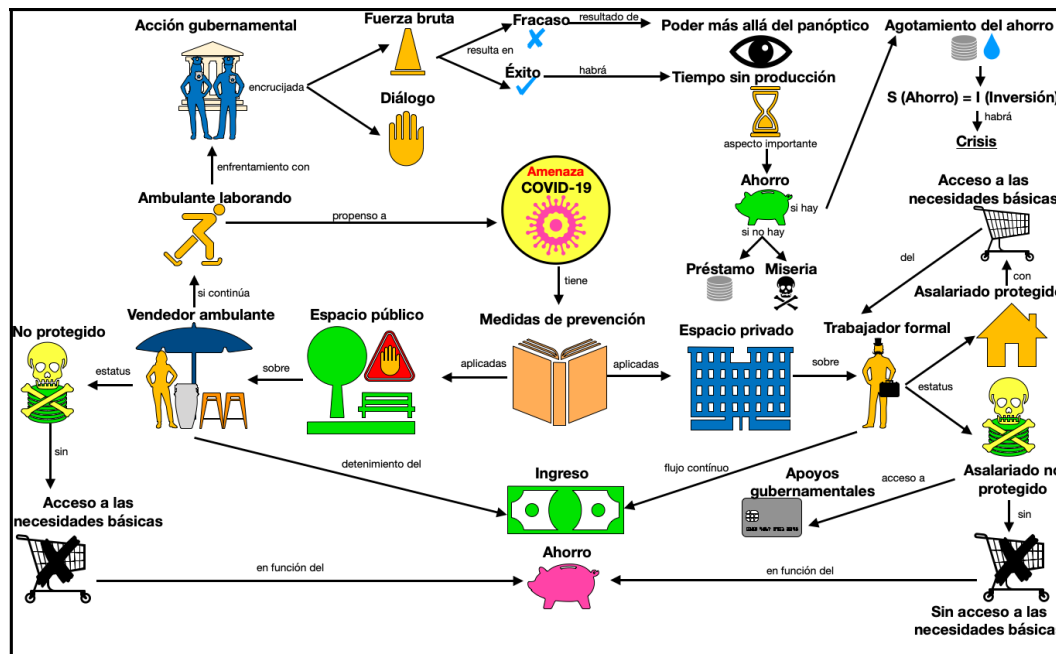 Acción gubernamental
Fuerza bruta
Fracaso
resultado de
Poder más allá del panóptico
Agotamiento del ahorro
resulta en
Éxito
habrá
Tiempo sin producción
encrucijada
Diálogo
S (Ahorro) = I (Inversión)
habrá
Crisis
aspecto importante
enfrentamiento con
Amenaza
COVID-19
Ahorro
si hay
si no hay
Acceso a las
necesidades básicas
Ambulante laborando
propenso a
Préstamo
Miseria
del
con
tiene
si continúa
Asalariado protegido
No protegido
Vendedor ambulante
Espacio público
Medidas de prevención
Espacio privado
Trabajador formal
estatus
sobre
aplicadas
aplicadas
sobre
estatus
sin
detenimiento del
Ingreso
flujo contínuo
Apoyos
gubernamentales
acceso a
Asalariado no
protegido
sin
Acceso a las
necesidades básicas
Ahorro
en función del
en función del
Sin acceso a las
necesidades básica